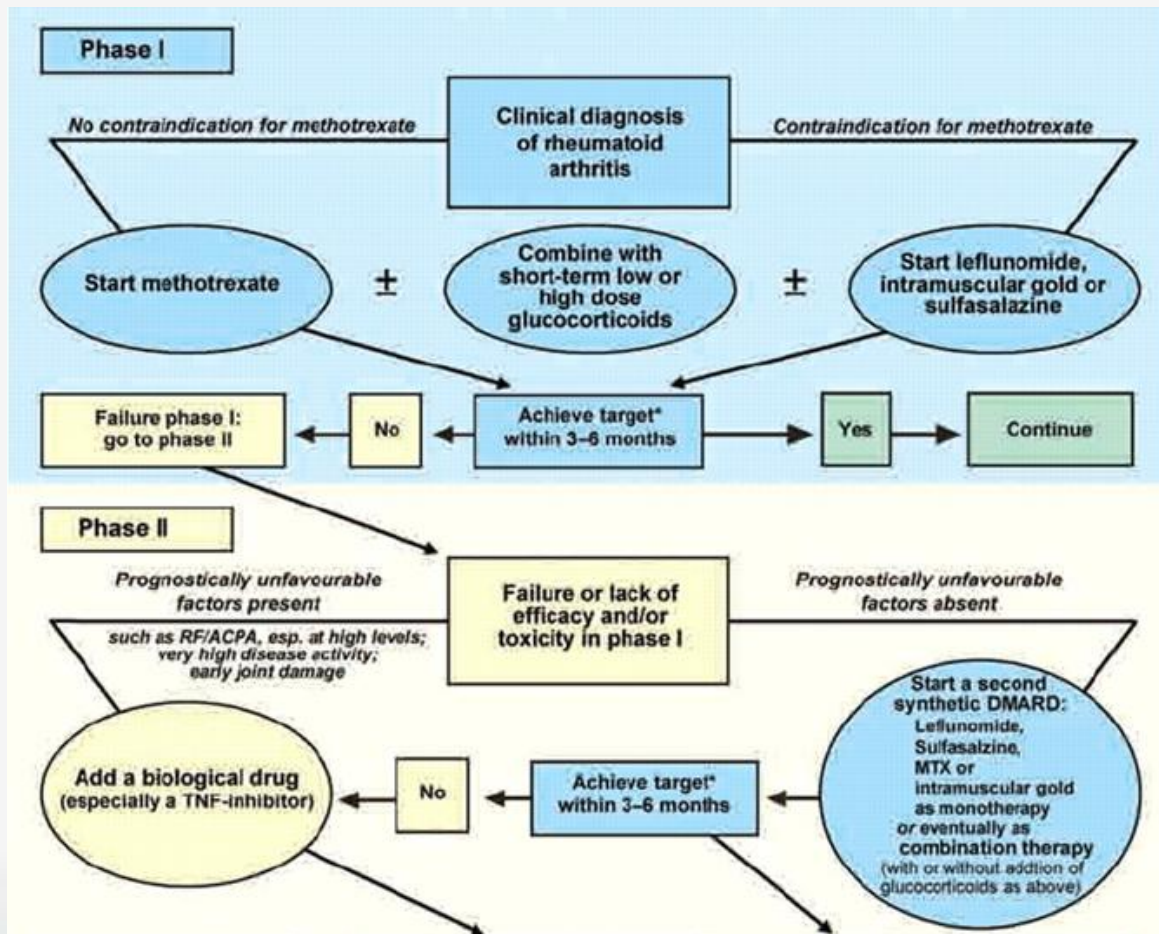 Phase I
No contraindication for methotrexate
Clinical diagnosis
of rheumatoid
arthritis
Contraindication for methotrexate
Start methotrexate
±
Combine with
short-term low or
high dose
glucocorticoids
±
Start leflunomide,
intramuscular gold or
sulfasalazine
Failure phase I:
go to phase II
No
Achieve target*
within 3–6 months
Yes
Continue
Phase II
Prognostically unfavourable
factors present
such as RF/ACPA, esp. at high levels;
very high disease activity;
early joint damage
Failure or lack of
efficacy and/or
toxicity in phase I
Prognostically unfavourable
factors absent
Add a biological drug
(especially a TNF-inhibitor)
No
Achieve target*
within 3–6 months
Start a second
synthetic DMARD:
Leflunomide,
Sulfasalzine,
MTX or
intramuscular gold
as monotherapy
or eventually as
combination therapy
(with or without addtion of
glucocorticoids as above)